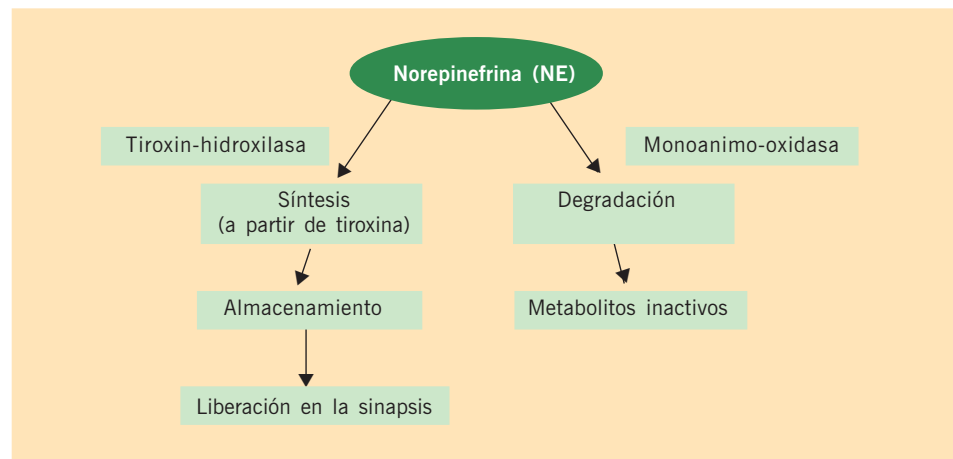 Norepinefrina (NE)
Tiroxin-hidroxilasa
Monoanimo-oxidasa
Síntesis
(a partir de tiroxina)
Degradación
Almacenamiento
Metabolitos inactivos
Liberación en la sinapsis